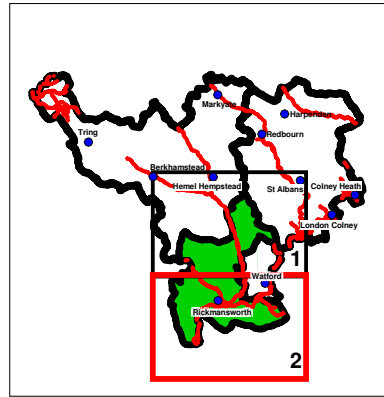 Markyate
Harpenden
Tring
Redbourn
Berkhamstead
Hemel Hempstead
St Albans
Colney Heath
London Colney
1
Watford
Rickmansworth
2